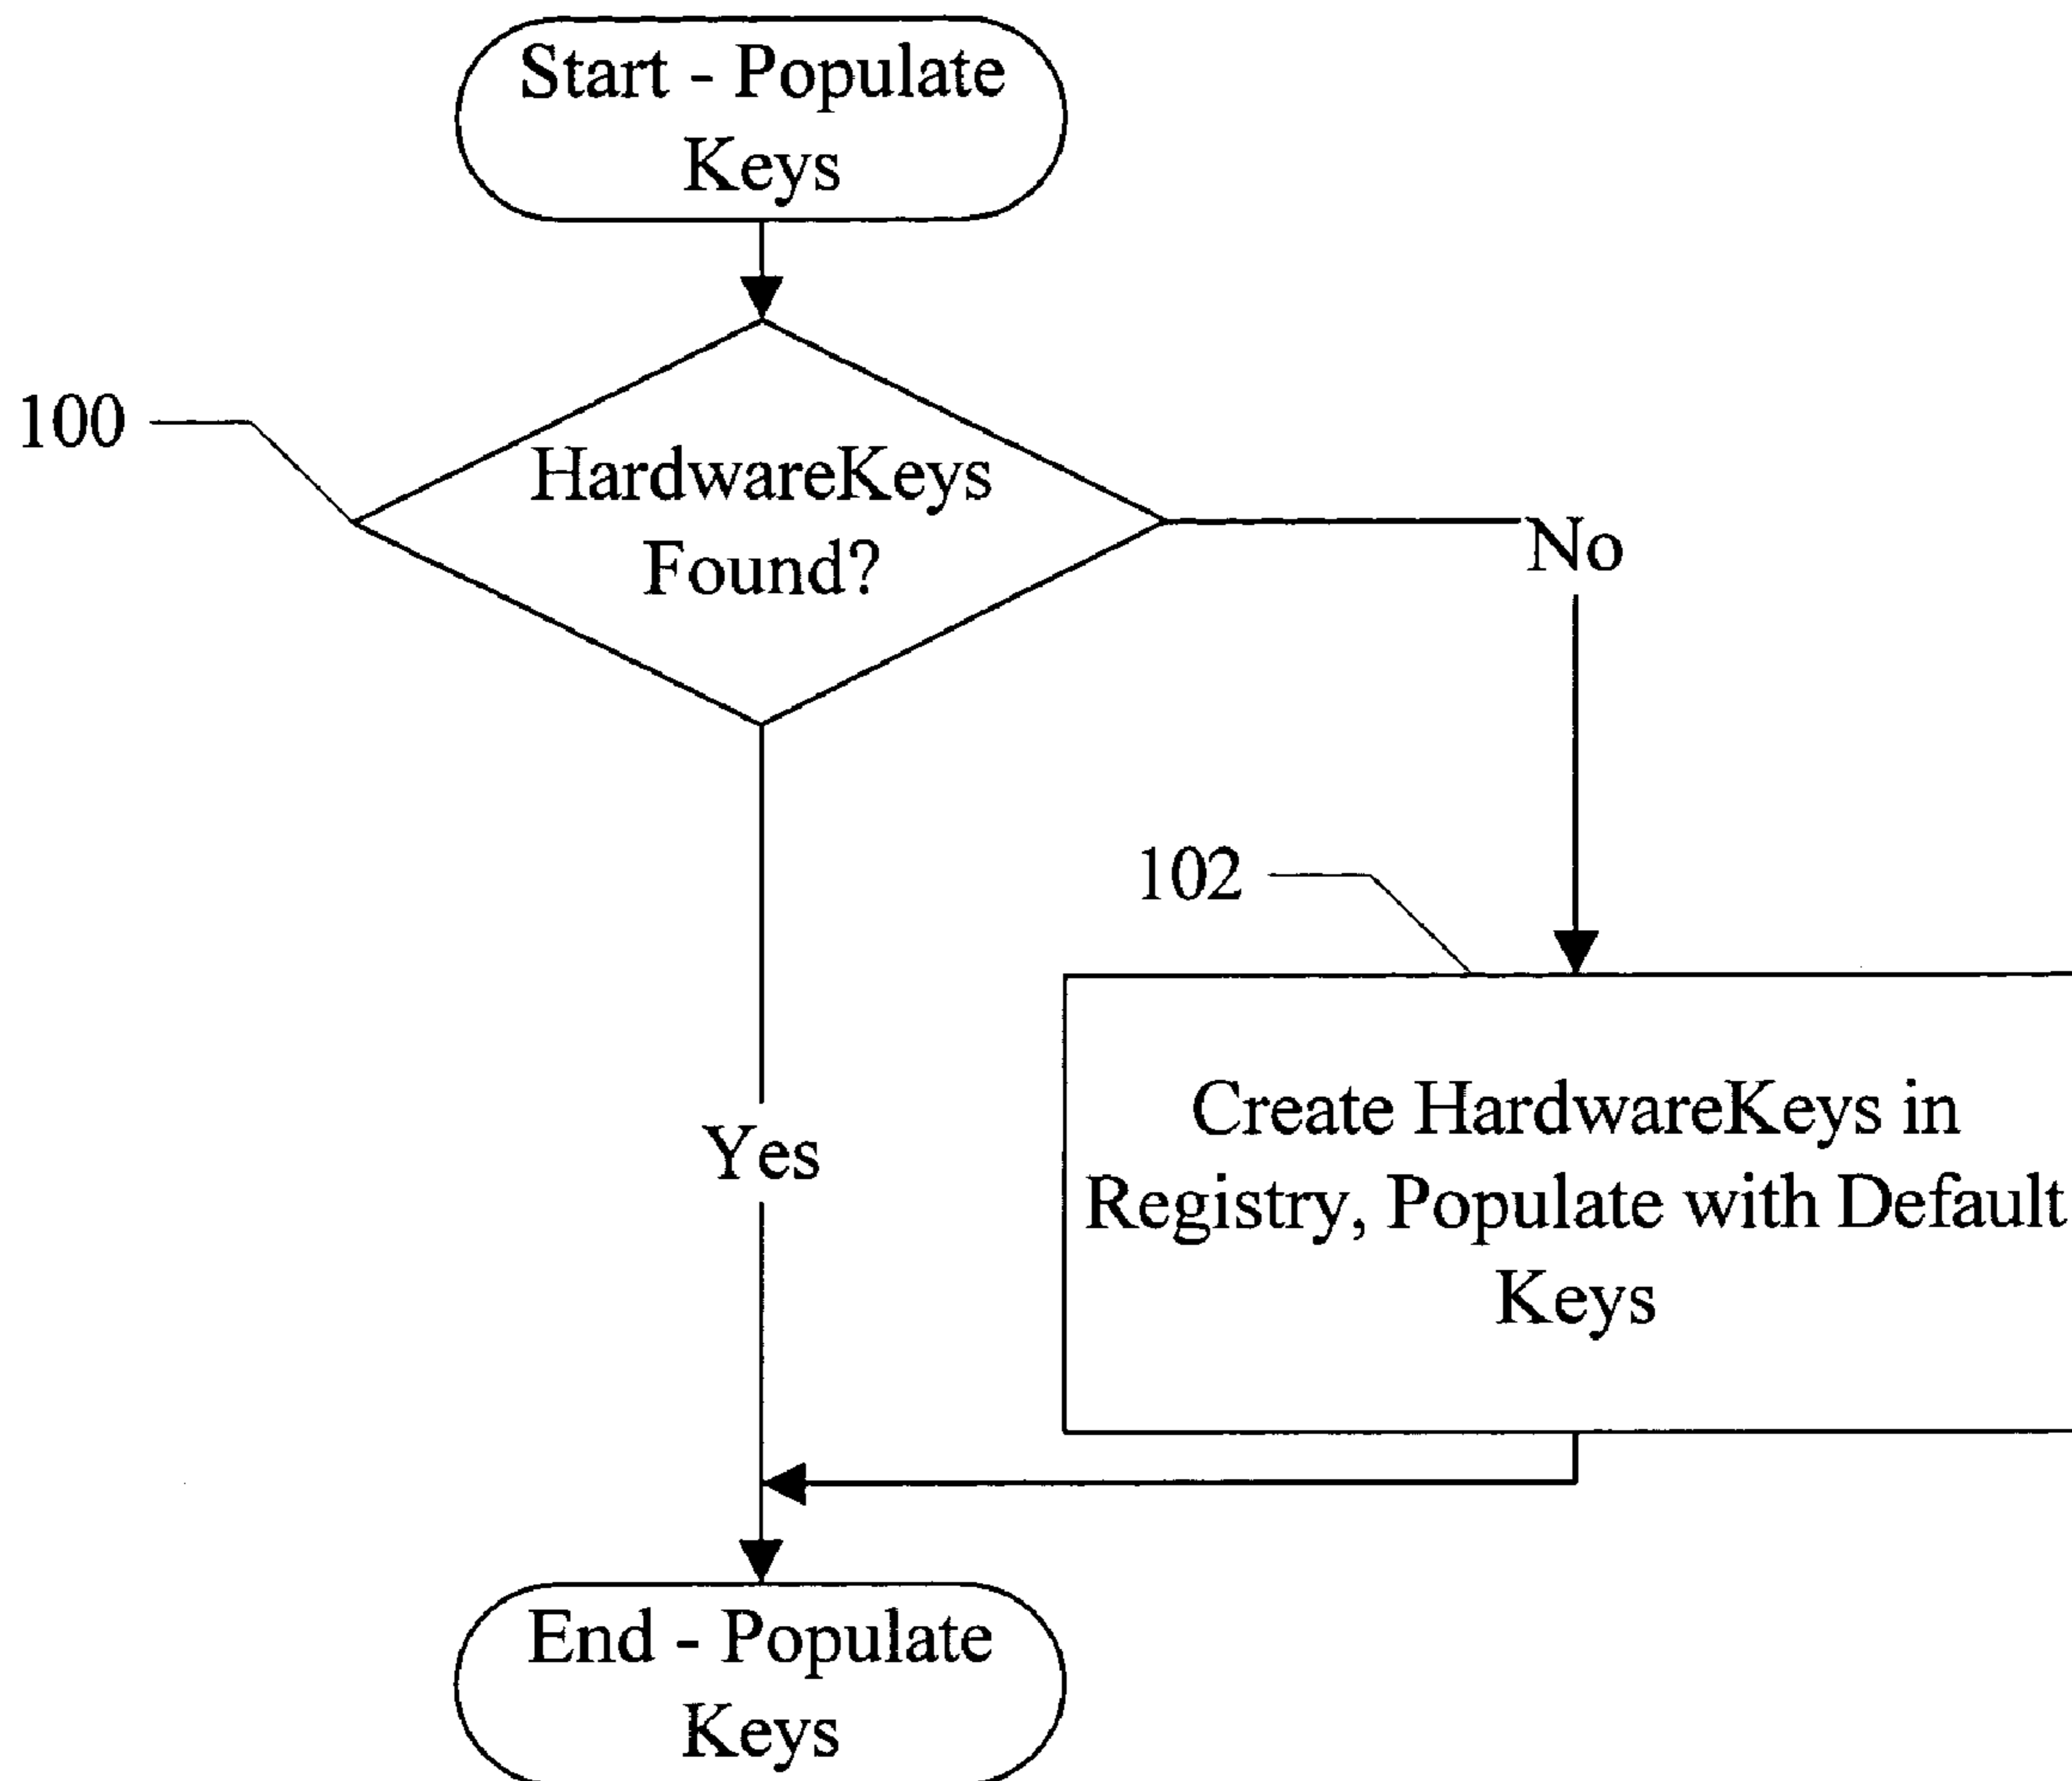 Start - Populate
Keys
100
HardwareKeys
Found?
No
102
Create HardwareKeys in
Registry, Populate with Default
Keys
Yes
End - Populate
Keys